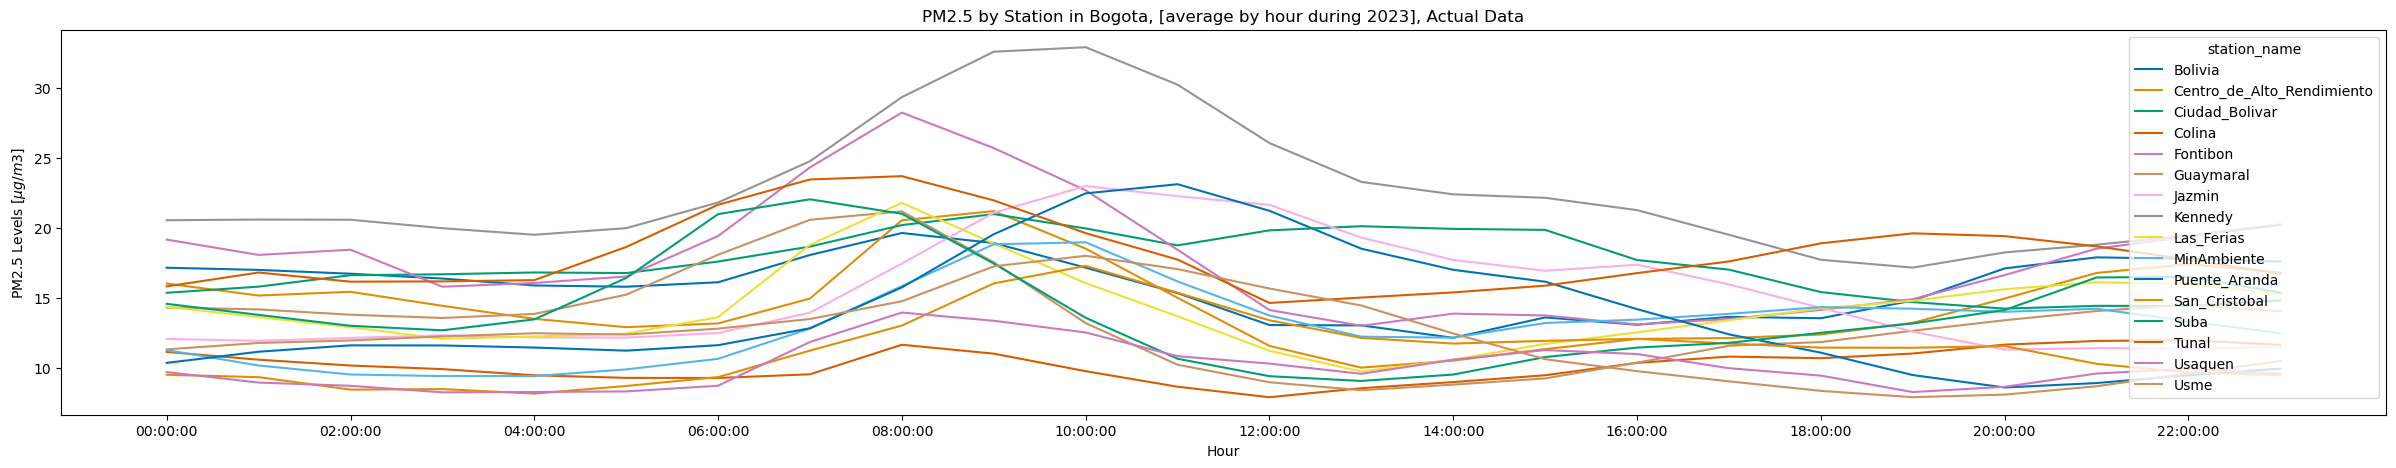 PM2.5 by Station in Bogota, [average by hour during 2023], Actual Data
PM2.5 Levels [μg/m3]
30
25
20
15
10
00:00:00
02:00:00
04:00:00
06:00:00
08:00:00
10:00:00
12:00:00
14:00:00
16:00:00
18:00:00
20:00:00
22:00:00
Hour
station_name
Bolivia
Centro_de_Alto_Rendimiento
Ciudad_Bolivar
Colina
Fontibon
Guaymaral
Jazmin
Kennedy
Las_Ferias
MinAmbiente
Puente_Aranda
San_Cristobal
Suba
Tunal
Usaquen
Usme